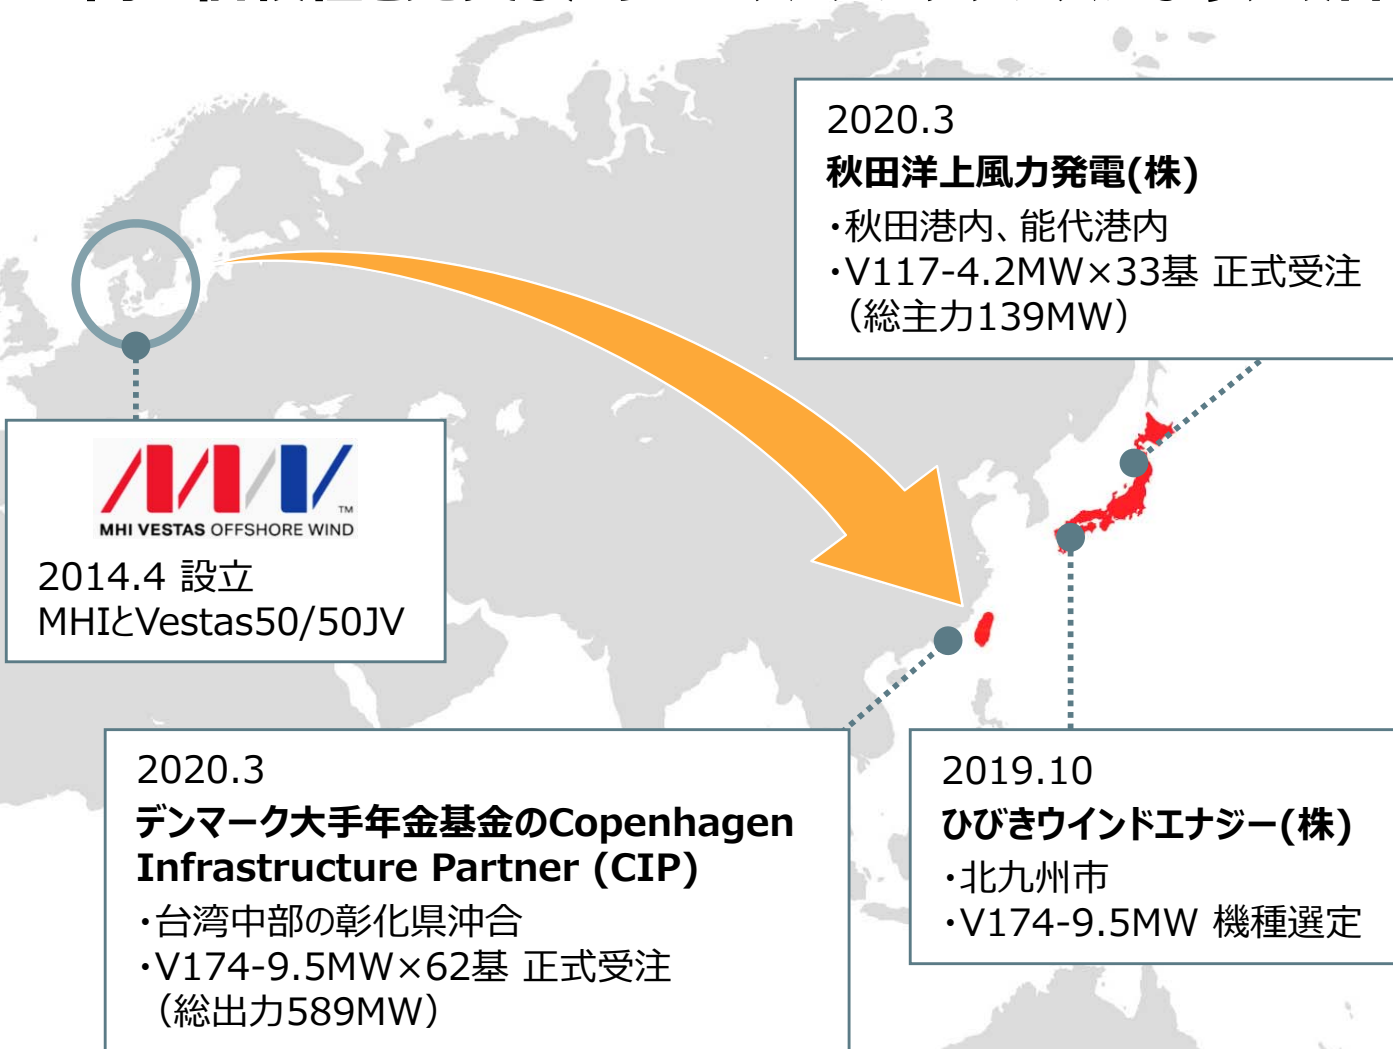 2020.3
秋田洋上風力発電(株)
・秋田港内、能代港内
・V117-4.2MW×33基 正式受注
（総主力139MW）
MHI VESTAS OFFSHORE WIND
TM
2014.4 設立
MHIとVestas50/50JV
2020.3
デンマーク大手年金基金のCopenhagen
Infrastructure Partner (CIP)
・台湾中部の彰化県沖合
・V174-9.5MW×62基 正式受注
（総出力589MW）
2019.10
ひびきウインドエナジー(株)
・北九州市
・V174-9.5MW 機種選定